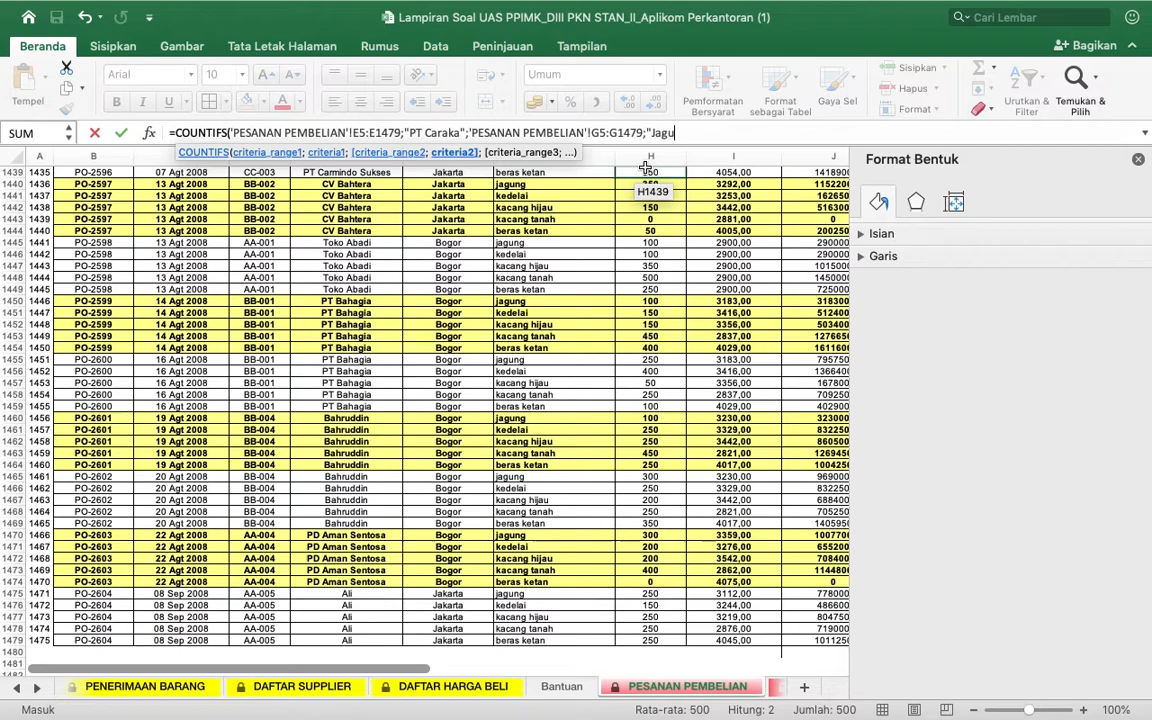 Lampiran Soal UAS PPIMK_DIII PKN STAN_II_Aplikom Perkantoran (1)
Cari Lembar
Beranda Sisipkan Gambar Tata Letak Halaman Rumus Data Peninjauan Tampilan Bagikan
Tempel Arial 10 Umum Pemformatan Bersyarat Format sebagai Tabel Gaya Sel Sisipkan Hapus Format Urutkan & Filter Temukan & Pilih
SUM fx =COUNTIFS('PESANAN PEMBELIAN'!E5:E1479;"PT Caraka";'PESANAN PEMBELIAN'!G5:G1479;"Jagu
COUNTIFS(criteria_range1; criteria1; [criteria_range2; criteria2]; [criteria_range3; ...)
A B H I J
1439 1435 PO-2596 07 Agt 2008 CC-003 PT Carmindo Sukses Jakarta beras ketan 4054,00 1418900
1440 1436 PO-2597 13 Agt 2008 BB-002 CV Bahtera Jakarta jagung 3292,00 1152200
1441 1437 PO-2597 13 Agt 2008 BB-002 CV Bahtera Jakarta kedelai 3253,00 162650
1442 1438 PO-2597 13 Agt 2008 BB-002 CV Bahtera Jakarta kacang hijau 150 3442,00 516300
1443 1439 PO-2597 13 Agt 2008 BB-002 CV Bahtera Jakarta kacang tanah 0 2881,00 0
1444 1440 PO-2597 13 Agt 2008 BB-002 CV Bahtera Jakarta beras ketan 50 4005,00 200250
1445 1441 PO-2598 13 Agt 2008 AA-001 Toko Abadi Bogor jagung 100 2900,00 290000
1446 1442 PO-2598 13 Agt 2008 AA-001 Toko Abadi Bogor kedelai 100 2900,00 290000
1447 1443 PO-2598 13 Agt 2008 AA-001 Toko Abadi Bogor kacang hijau 350 2900,00 1015000
1448 1444 PO-2598 13 Agt 2008 AA-001 Toko Abadi Bogor kacang tanah 500 2900,00 1450000
1449 1445 PO-2598 13 Agt 2008 AA-001 Toko Abadi Bogor beras ketan 250 2900,00 725000
1450 1446 PO-2599 14 Agt 2008 BB-001 PT Bahagia Bogor jagung 100 3183,00 318300
1451 1447 PO-2599 14 Agt 2008 BB-001 PT Bahagia Bogor kedelai 150 3416,00 512400
1452 1448 PO-2599 14 Agt 2008 BB-001 PT Bahagia Bogor kacang hijau 150 3356,00 503400
1453 1449 PO-2599 14 Agt 2008 BB-001 PT Bahagia Bogor kacang tanah 450 2837,00 1276650
1454 1450 PO-2599 14 Agt 2008 BB-001 PT Bahagia Bogor beras ketan 400 4029,00 1611600
1455 1451 PO-2600 16 Agt 2008 BB-001 PT Bahagia Bogor jagung 250 3183,00 795750
1456 1452 PO-2600 16 Agt 2008 BB-001 PT Bahagia Bogor kedelai 400 3416,00 1366400
1457 1453 PO-2600 16 Agt 2008 BB-001 PT Bahagia Bogor kacang hijau 50 3356,00 167800
1458 1454 PO-2600 16 Agt 2008 BB-001 PT Bahagia Bogor kacang tanah 250 2837,00 709250
1459 1455 PO-2600 16 Agt 2008 BB-001 PT Bahagia Bogor beras ketan 100 4029,00 402900
1460 1456 PO-2601 19 Agt 2008 BB-004 Bahruddin Bogor jagung 100 3230,00 323000
1461 1457 PO-2601 19 Agt 2008 BB-004 Bahruddin Bogor kedelai 250 3329,00 832250
1462 1458 PO-2601 19 Agt 2008 BB-004 Bahruddin Bogor kacang hijau 250 3442,00 860500
1463 1459 PO-2601 19 Agt 2008 BB-004 Bahruddin Bogor kacang tanah 450 2821,00 1269450
1464 1460 PO-2601 19 Agt 2008 BB-004 Bahruddin Bogor beras ketan 250 4017,00 1004250
1465 1461 PO-2602 20 Agt 2008 BB-004 Bahruddin Bogor jagung 300 3230,00 969000
1466 1462 PO-2602 20 Agt 2008 BB-004 Bahruddin Bogor kedelai 250 3329,00 832250
1467 1463 PO-2602 20 Agt 2008 BB-004 Bahruddin Bogor kacang hijau 200 3442,00 688400
1468 1464 PO-2602 20 Agt 2008 BB-004 Bahruddin Bogor kacang tanah 250 2821,00 705250
1469 1465 PO-2602 20 Agt 2008 BB-004 Bahruddin Bogor beras ketan 350 4017,00 1405950
1470 1466 PO-2603 22 Agt 2008 AA-004 PD Aman Sentosa Bogor jagung 300 3359,00 1007700
1471 1467 PO-2603 22 Agt 2008 AA-004 PD Aman Sentosa Bogor kedelai 200 3276,00 655200
1472 1468 PO-2603 22 Agt 2008 AA-004 PD Aman Sentosa Bogor kacang hijau 200 3542,00 708400
1473 1469 PO-2603 22 Agt 2008 AA-004 PD Aman Sentosa Bogor kacang tanah 400 2862,00 1144800
1474 1470 PO-2603 22 Agt 2008 AA-004 PD Aman Sentosa Bogor beras ketan 0 4075,00 0
1475 1471 PO-2604 08 Sep 2008 AA-005 Ali Jakarta jagung 250 3112,00 778000
1476 1472 PO-2604 08 Sep 2008 AA-005 Ali Jakarta kedelai 150 3244,00 486600
1477 1473 PO-2604 08 Sep 2008 AA-005 Ali Jakarta kacang hijau 250 3219,00 804750
1478 1474 PO-2604 08 Sep 2008 AA-005 Ali Jakarta kacang tanah 250 2876,00 719000
1479 1475 PO-2604 08 Sep 2008 AA-005 Ali Jakarta beras ketan 250 4045,00 1011250
1480
1481
H1439
Format Bentuk
Isian
Garis
PENERIMAAN BARANG DAFTAR SUPPLIER DAFTAR HARGA BELI Bantuan PESANAN PEMBELIAN
Masuk Rata-rata: 500 Hitung: 2 Jumlah: 500 100%